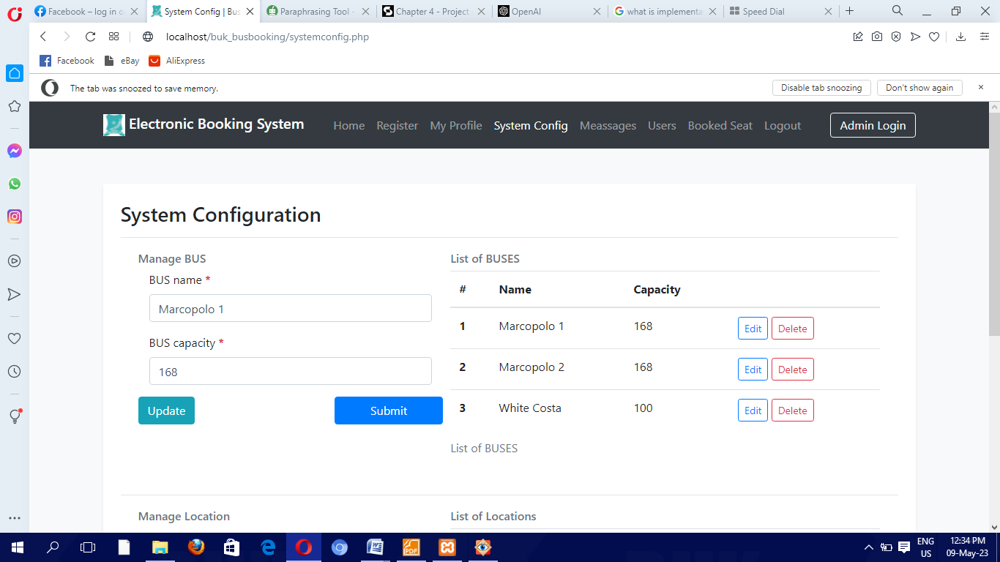 Facebook – log in o
System Config | Bus
Paraphrasing Tool -
Chapter 4 - Project
OpenAI
what is implementa
Speed Dial
localhost/buk_busbooking/systemconfig.php
Facebook
eBay
AliExpress
The tab was snoozed to save memory.
Disable tab snoozing
Don't show again
Electronic Booking System
Home
Register
My Profile
System Config
Meassages
Users
Booked Seat
Logout
Admin Login
System Configuration
Manage BUS
BUS name *
Marcopolo 1
BUS capacity *
168
Update
Submit
List of BUSES
# Name Capacity
1 Marcopolo 1 168 Edit Delete
2 Marcopolo 2 168 Edit Delete
3 White Costa 100 Edit Delete
List of BUSES
Manage Location
List of Locations
PDF
ENG
US
12:34 PM
09-May-23